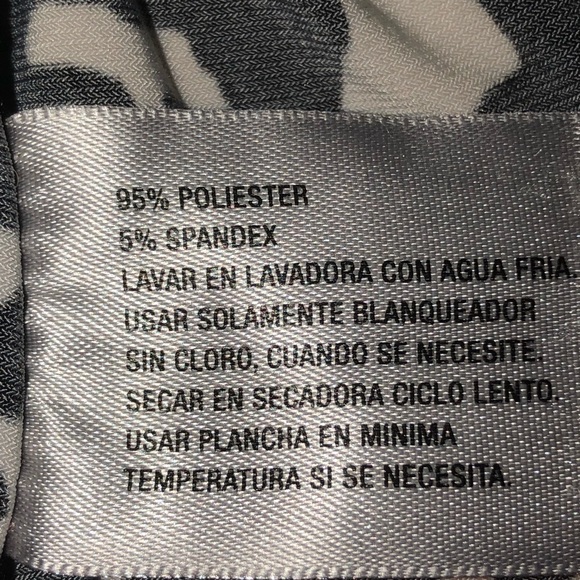 95% POLIESTER
5% SPANDEX
LAVAR EN LAVADORA CON AGUA FRIA.
USAR SOLAMENTE BLANQUEADOR
SIN CLORO, CUANDO SE NECESITE.
SECAR EN SECADORA CICLO LENTO.
USAR PLANCHA EN MINIMA
TEMPERATURA SI SE NECESITA.